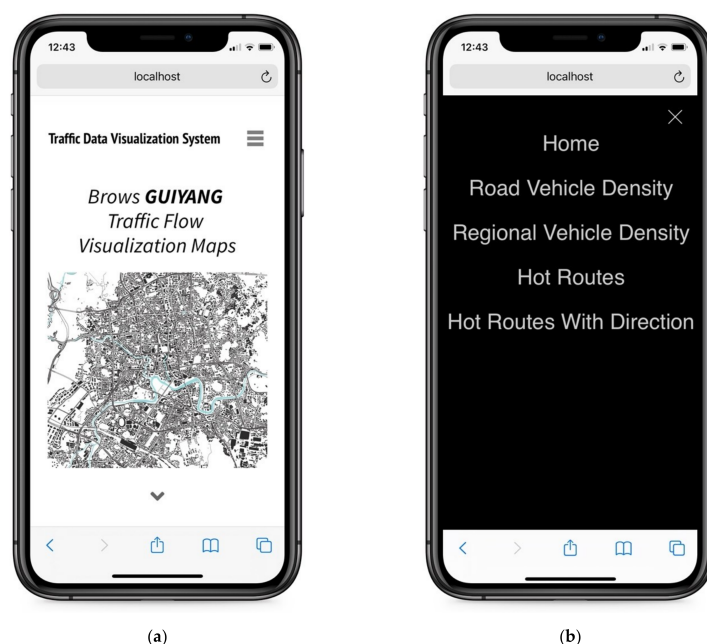 12:43
localhost
Traffic Data Visualization System
Brows GUIYANG
Traffic Flow
Visualization Maps
(a)
12:43
localhost
Home
Road Vehicle Density
Regional Vehicle Density
Hot Routes
Hot Routes With Direction
(b)